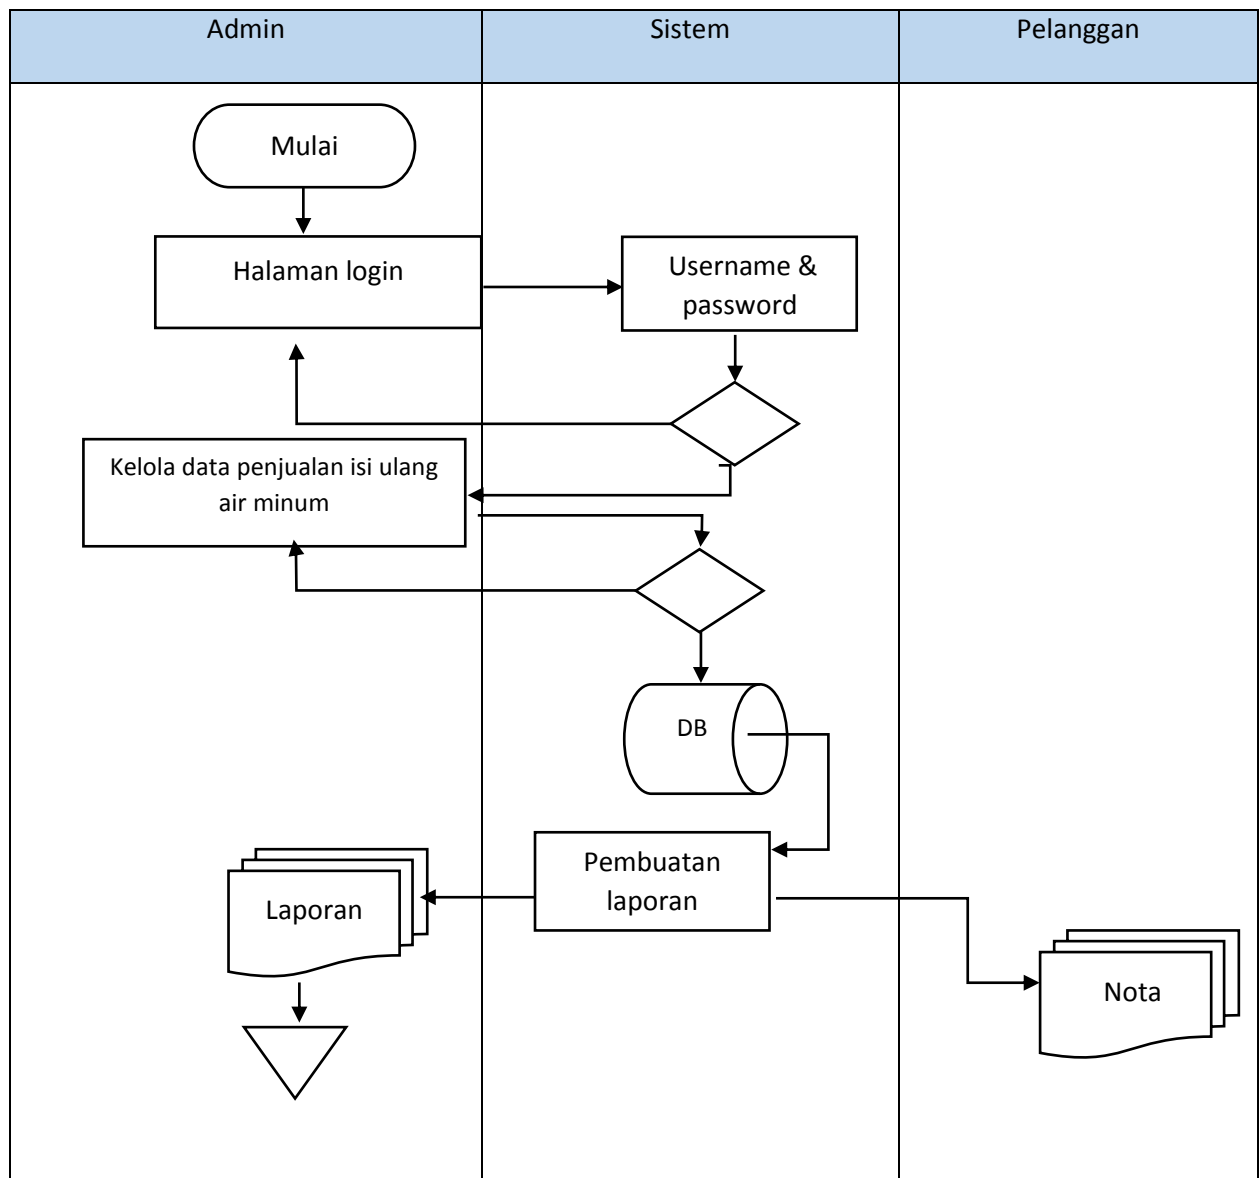 Admin
Sistem
Pelanggan
Mulai
Halaman login
Username &
password
Kelola data penjualan isi ulang
air minum
DB
Pembuatan
laporan
Laporan
Nota